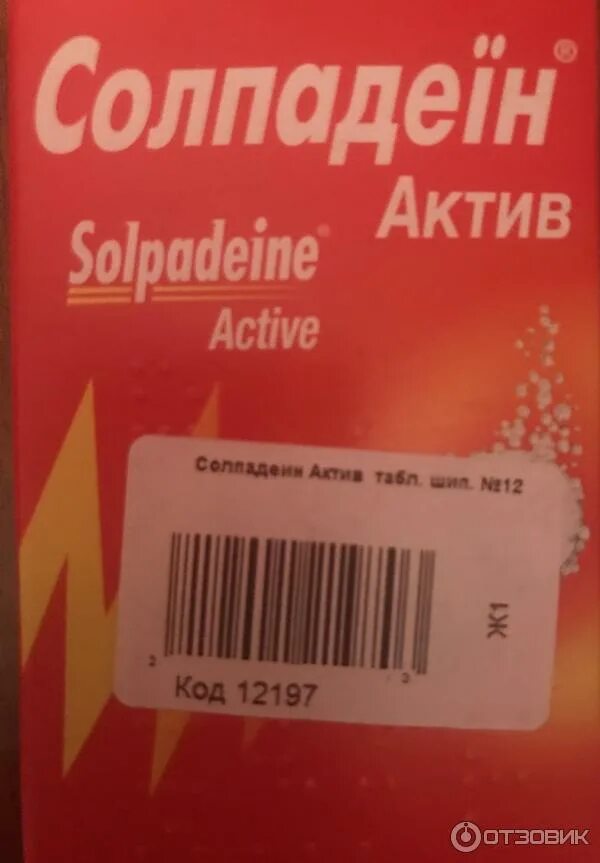 Солпадеїн®
Актив
Solpadeine®
Active
Солпадеин Актив табл. шип. №12
Ж1
Код 12197
ОТЗОВИК